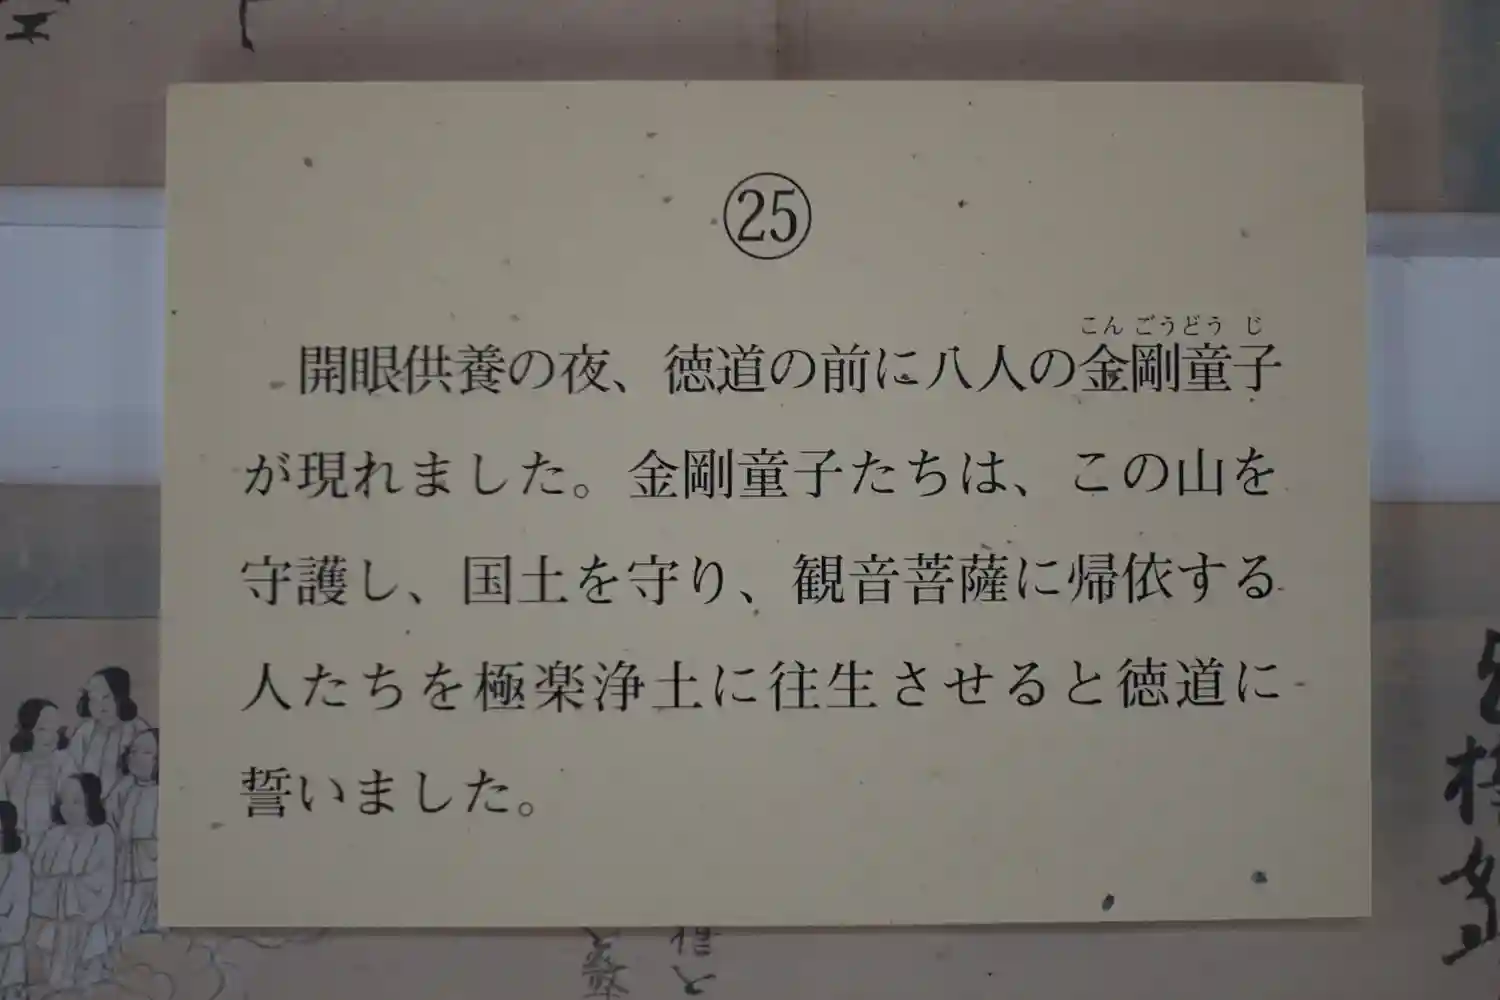 ㉕
こんごうどうじ
開眼供養の夜、徳道の前に八人の金剛童子
が現れました。金剛童子たちは、この山を
守護し、国土を守り、観音菩薩に帰依する
人たちを極楽浄土に往生させると徳道に
誓いました。